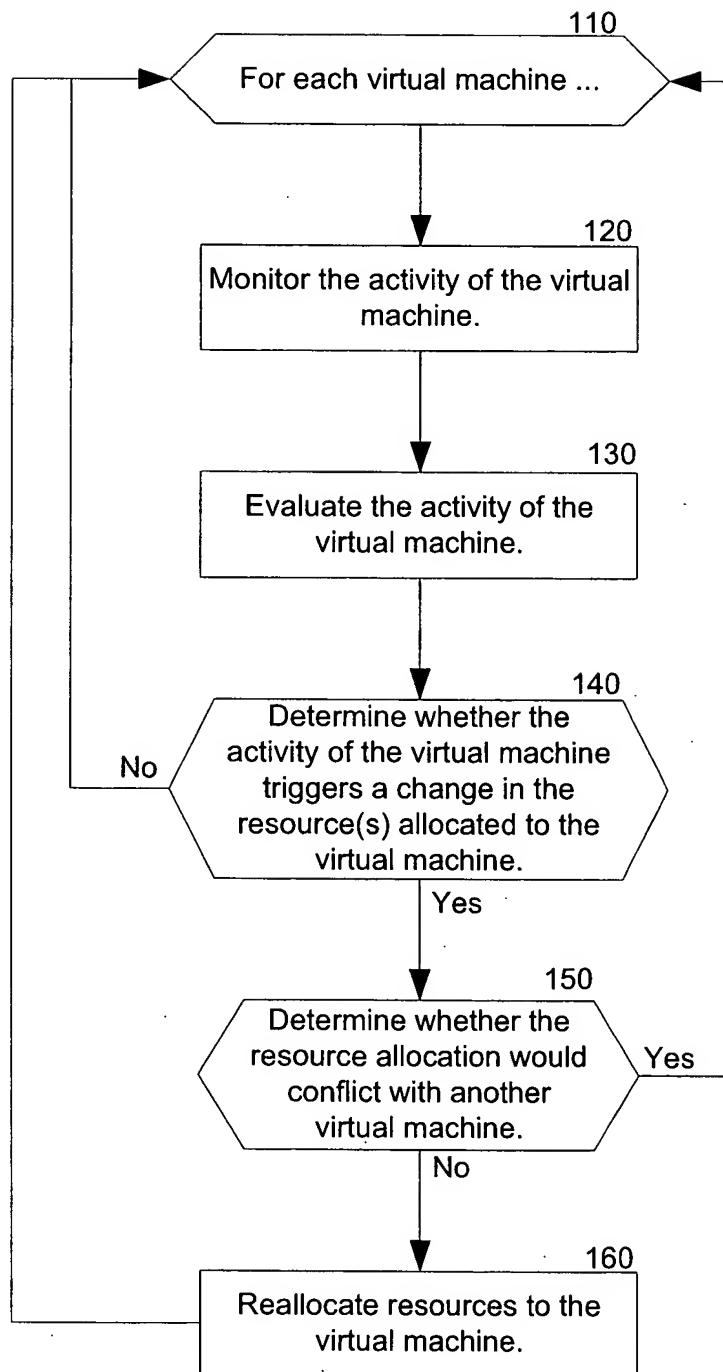 110
For each virtual machine ...
120
Monitor the activity of the virtual
machine.
130
Evaluate the activity of the
virtual machine.
140
Determine whether the
activity of the virtual machine
triggers a change in the
resource(s) allocated to the
virtual machine.
No
Yes
150
Determine whether the
resource allocation would
conflict with another
virtual machine.
Yes
No
160
Reallocate resources to the
virtual machine.